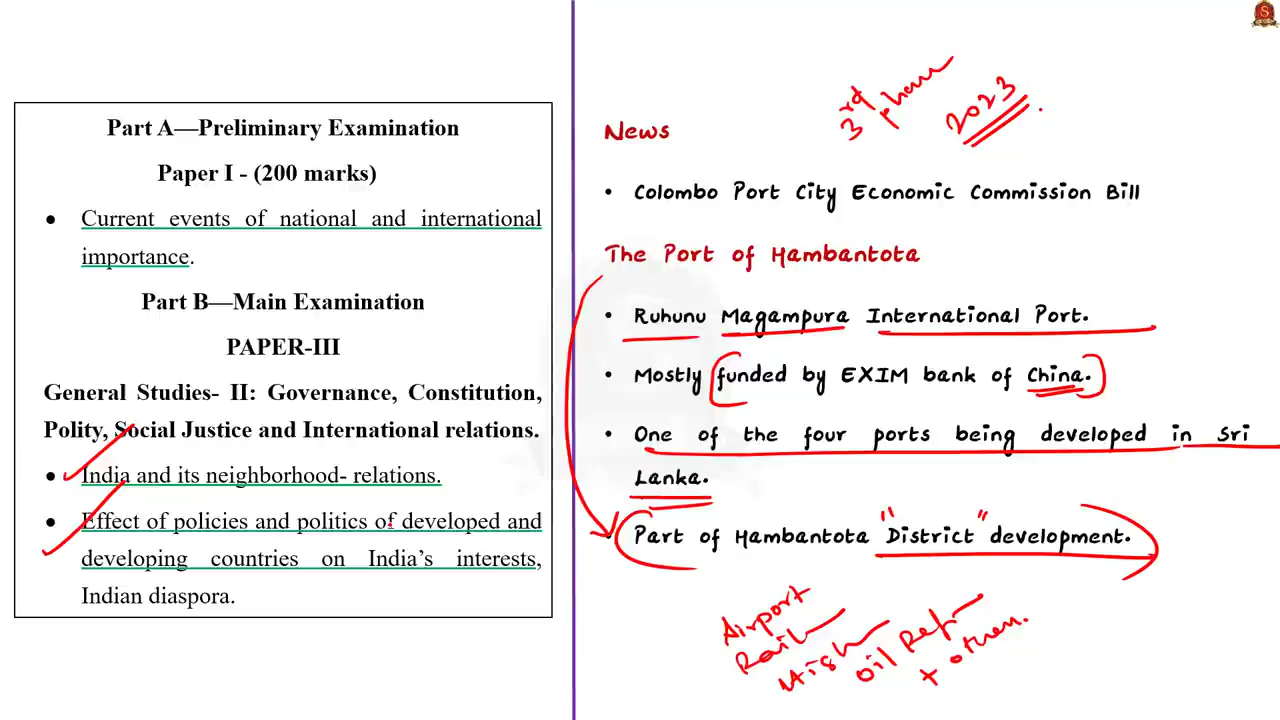 Part A—Preliminary Examination
Paper I - (200 marks)
• Current events of national and international
importance.
Part B—Main Examination
PAPER-III
General Studies- II: Governance, Constitution,
Polity, Social Justice and International relations.
• India and its neighborhood- relations.
• Effect of policies and politics of developed and
developing countries on India's interests,
Indian diaspora.
3rd
2023
News
• Colombo Port City Economic Commission Bill
The Port of Hambantota
• Ruhunu Magampura International Port.
• Mostly funded by EXIM bank of China.
• One of the four ports being developed in Sri
Lanka.
• Part of Hambantota "District" development.
Airport
Rail
High
Oil Ref
+ other.